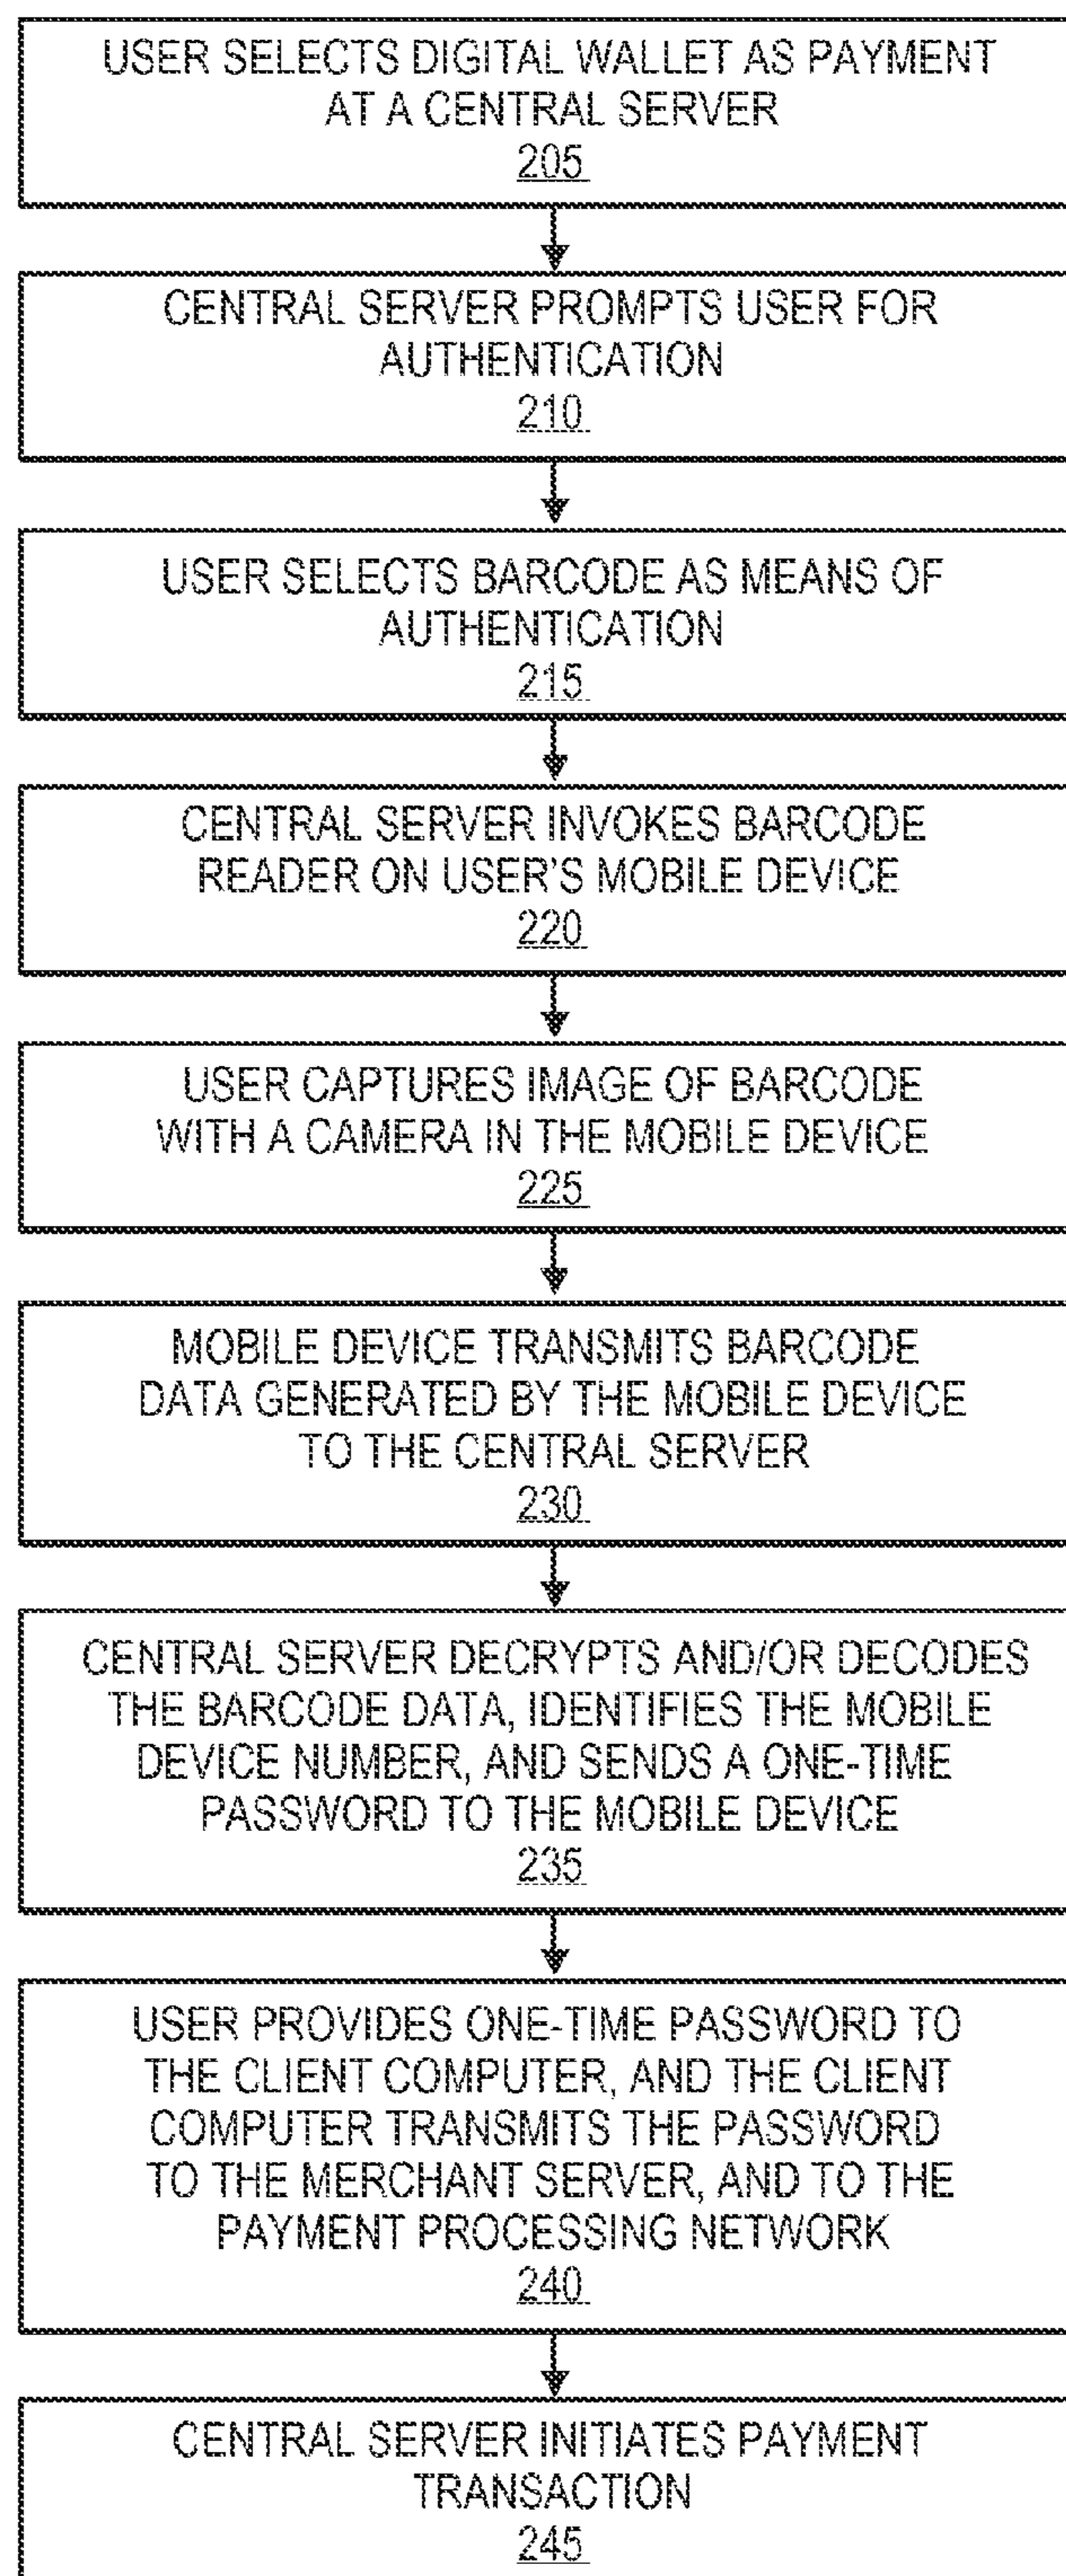 USER SELECTS DIGITAL WALLET AS PAYMENT
AT A CENTRAL SERVER
205
CENTRAL SERVER PROMPTS USER FOR
AUTHENTICATION
210
USER SELECTS BARCODE AS MEANS OF
AUTHENTICATION
215
CENTRAL SERVER INVOKES BARCODE
READER ON USER'S MOBILE DEVICE
220
USER CAPTURES IMAGE OF BARCODE
WITH A CAMERA IN THE MOBILE DEVICE
225
MOBILE DEVICE TRANSMITS BARCODE
DATA GENERATED BY THE MOBILE DEVICE
TO THE CENTRAL SERVER
230
CENTRAL SERVER DECRYPTS AND/OR DECODES
THE BARCODE DATA, IDENTIFIES THE MOBILE
DEVICE NUMBER, AND SENDS A ONE-TIME
PASSWORD TO THE MOBILE DEVICE
235
USER PROVIDES ONE-TIME PASSWORD TO
THE CLIENT COMPUTER, AND THE CLIENT
COMPUTER TRANSMITS THE PASSWORD
TO THE MERCHANT SERVER, AND TO THE
PAYMENT PROCESSING NETWORK
240
CENTRAL SERVER INITIATES PAYMENT
TRANSACTION
245